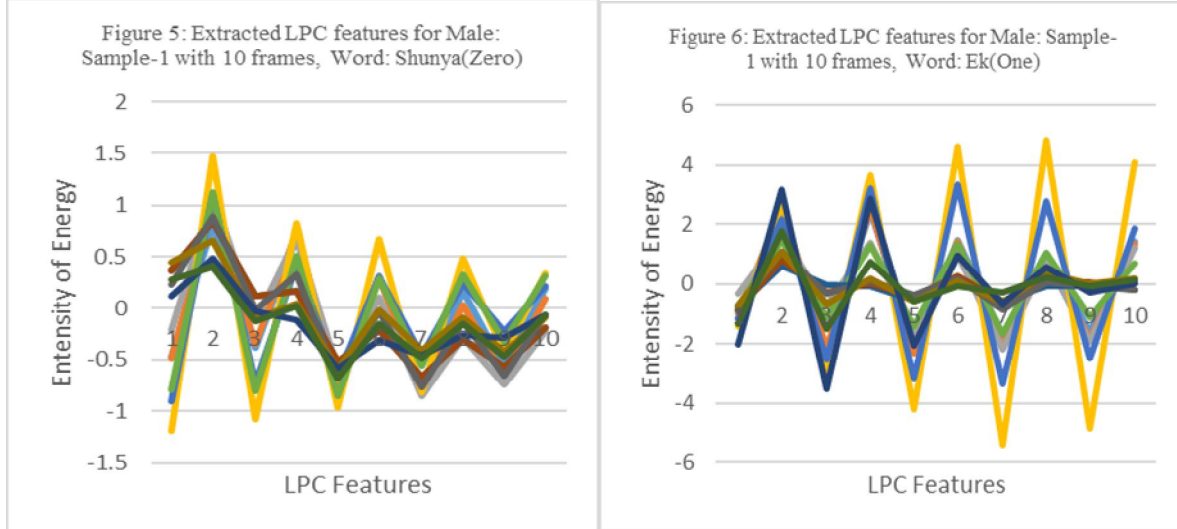 Figure 5: Extracted LPC features for Male:
Sample-1 with 10 frames, Word: Shunya(Zero)
2
1.5
1
0.5
0
-0.5
-1
-1.5
1 2 3 4 5 7 8 9 10
Entensity of Energy
LPC Features
Figure 6: Extracted LPC features for Male: Sample-
1 with 10 frames, Word: Ek(One)
6
4
2
0
-2
-4
-6
2 4 5 6 8 9 10
Entensity of Energy
LPC Features